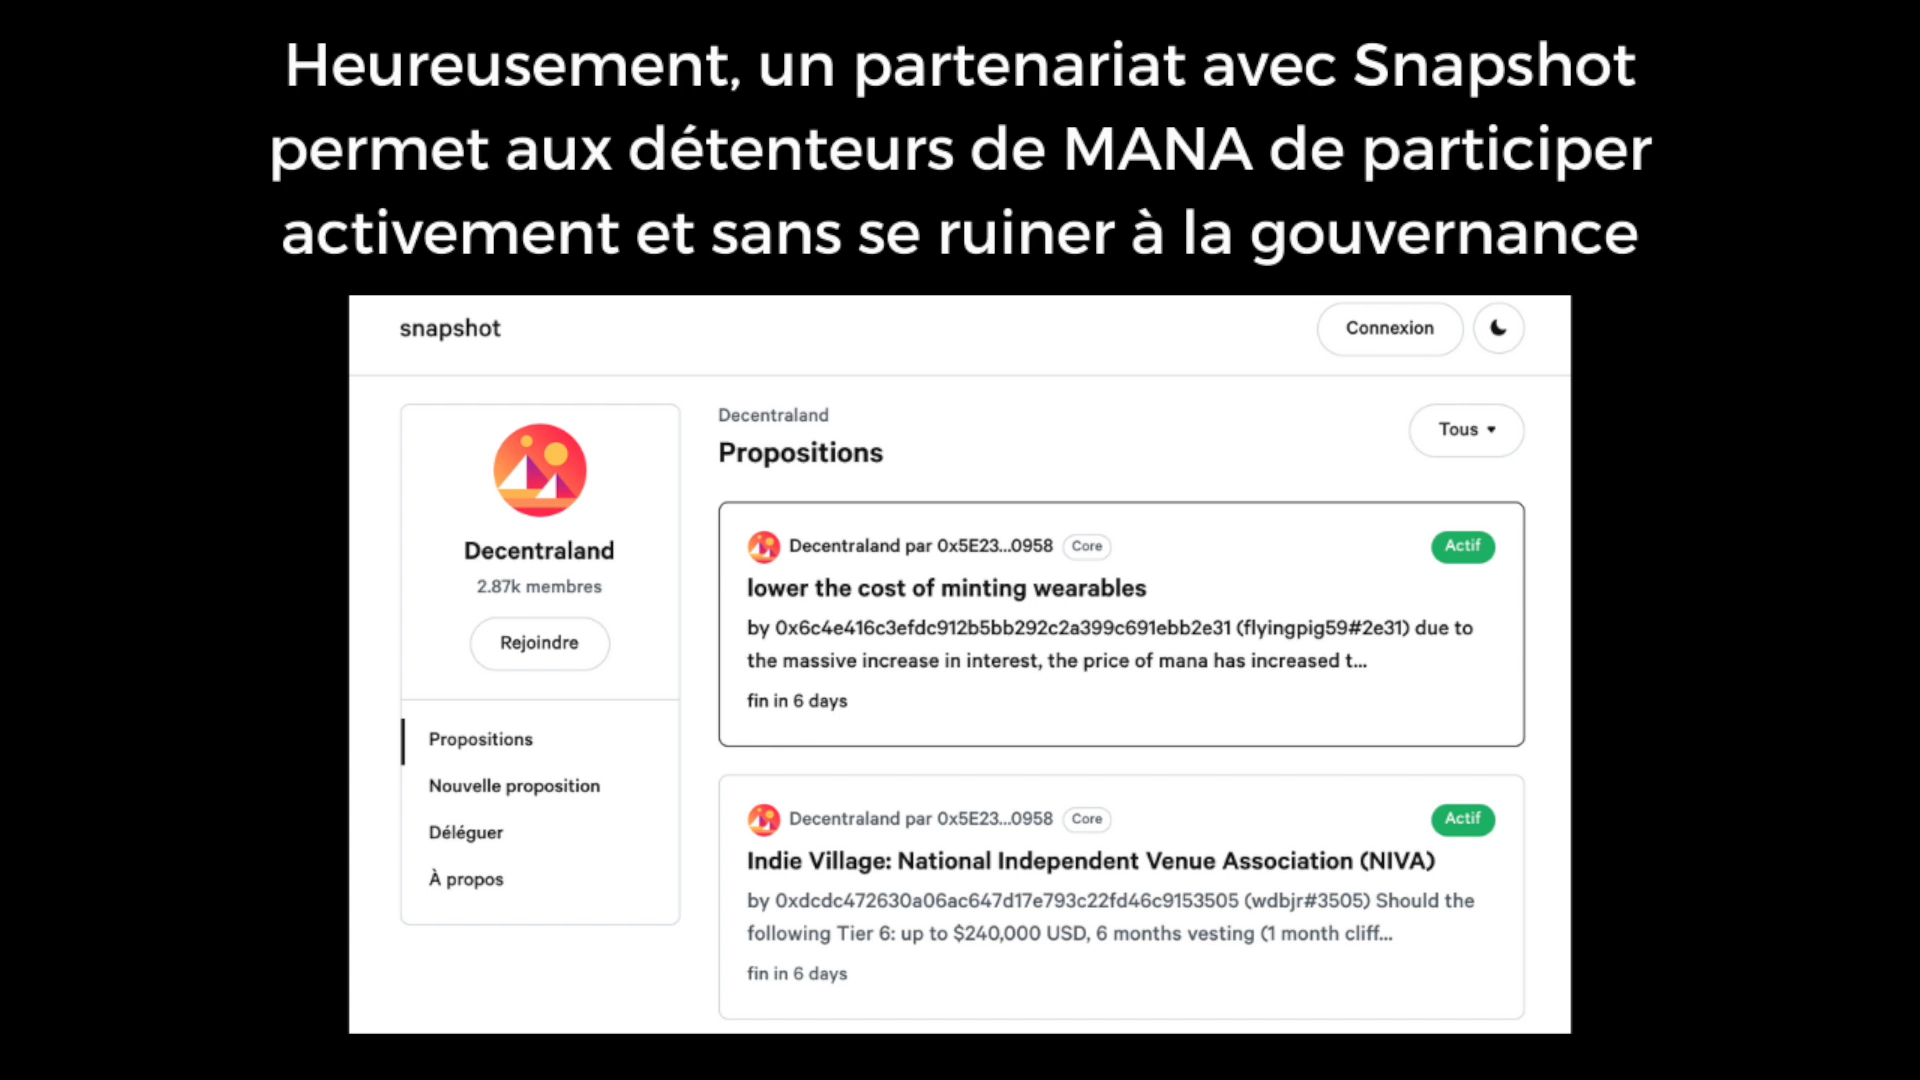 Heureusement, un partenariat avec Snapshot
permet aux détenteurs de MANA de participer
activement et sans se ruiner à la gouvernance
snapshot
Connexion
Decentraland
2.87k membres
Rejoindre
Propositions
Nouvelle proposition
Déléguer
À propos
Decentraland
Propositions
Tous
Decentraland par 0x5E23...0958 Core
Actif
lower the cost of minting wearables
by 0x6c4e416c3efdc912b5bb292c2a399c691ebb2e31 (flyingpig59#2e31) due to
the massive increase in interest, the price of mana has increased t...
fin in 6 days
Decentraland par 0x5E23...0958 Core
Actif
Indie Village: National Independent Venue Association (NIVA)
by 0xdcdc472630a06ac647d17e793c22fd46c9153505 (wdbjr#3505) Should the
following Tier 6: up to $240,000 USD, 6 months vesting (1 month cliff...
fin in 6 days